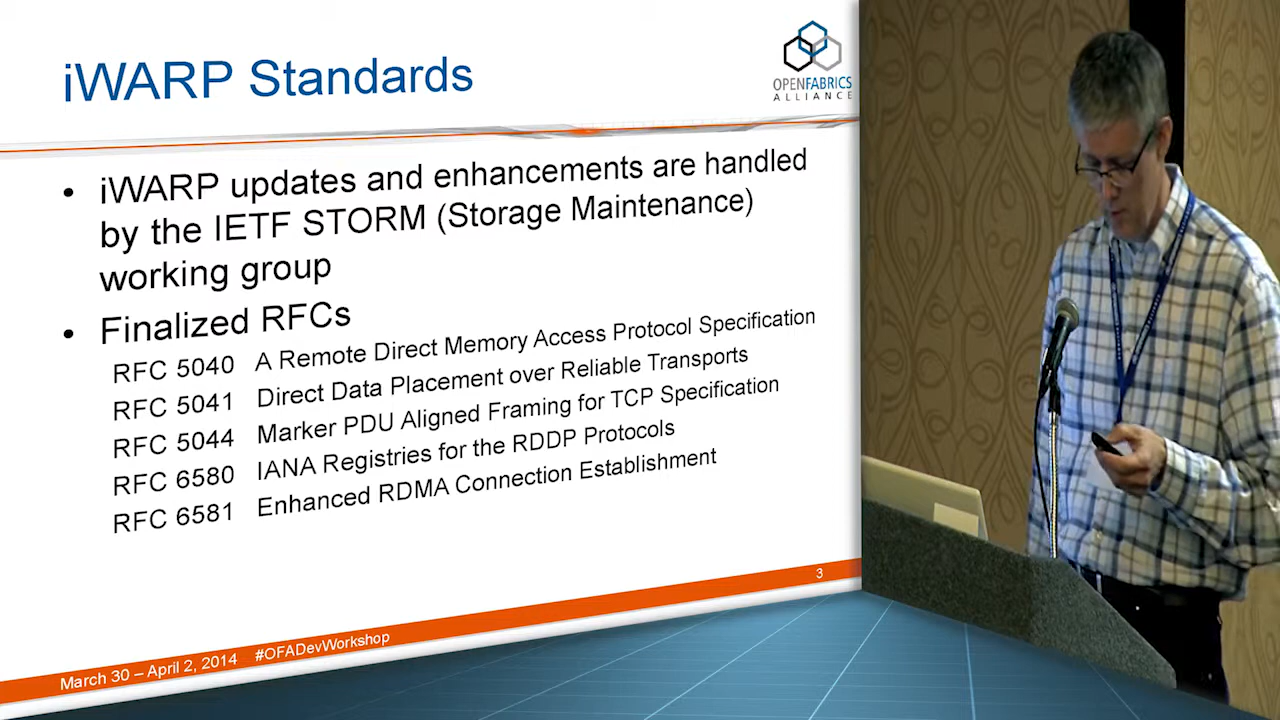 iWARP Standards
OPENFABRICS
ALLIANCE
• iWARP updates and enhancements are handled
by the IETF STORM (Storage Maintenance)
working group
• Finalized RFCs
RFC 5040 A Remote Direct Memory Access Protocol Specification
RFC 5041 Direct Data Placement over Reliable Transports
RFC 5044 Marker PDU Aligned Framing for TCP Specification
RFC 6580 IANA Registries for the RDDP Protocols
RFC 6581 Enhanced RDMA Connection Establishment
3
March 30 – April 2, 2014 #OFADevWorkshop